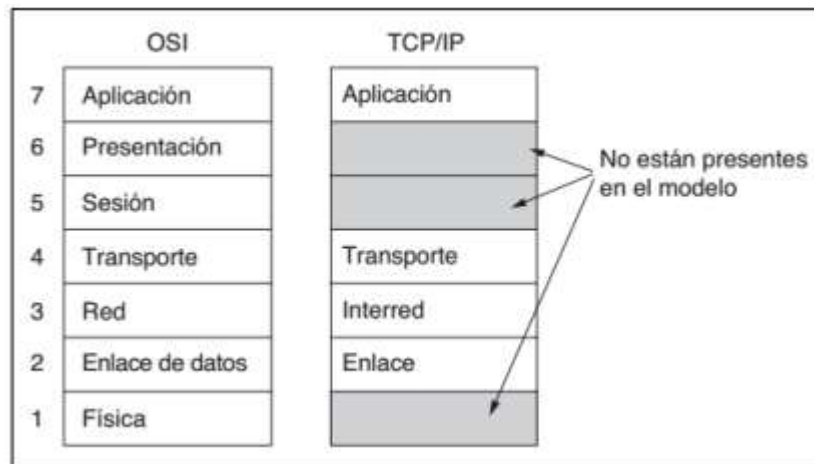 OSI TCP/IP
7 Aplicación Aplicación
6 Presentación
5 Sesión
No están presentes
en el modelo
4 Transporte Transporte
3 Red Interred
2 Enlace de datos Enlace
1 Física